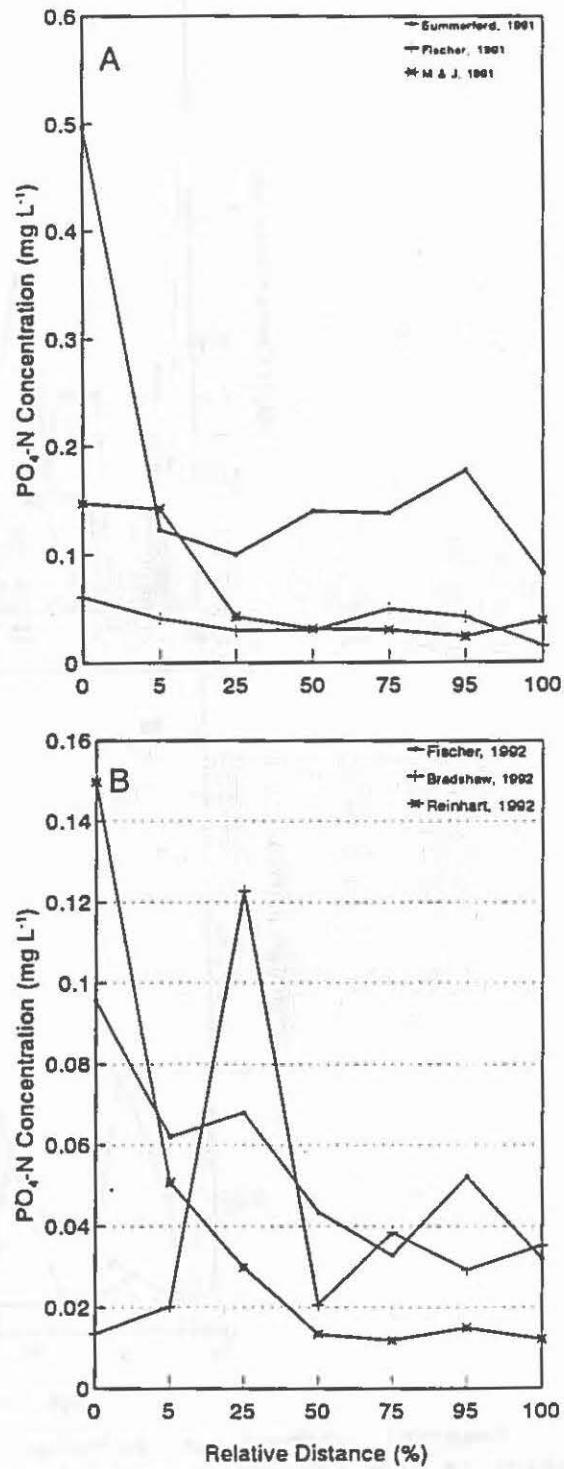 A
Summerford, 1991
Fischer, 1991
M & J, 1991
PO₄-N Concentration (mg L⁻¹)
0.6
0.5
0.4
0.3
0.2
0.1
0
0 5 25 50 75 95 100
B
Fischer, 1992
Bradshaw, 1992
Reinhart, 1992
PO₄-N Concentration (mg L⁻¹)
0.16
0.14
0.12
0.1
0.08
0.06
0.04
0.02
0
0 5 25 50 75 95 100
Relative Distance (%)